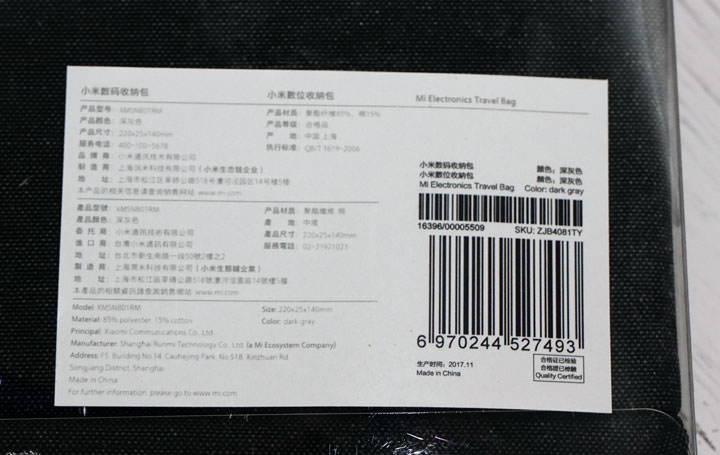 小米数码收纳包
产品型号: XMSNB01RM
产品颜色: 深灰色
产品尺寸: 220x25x140mm
服务电话: 400-100-5678
品 牌 商: 小米通讯技术有限公司
制 造 商: 上海润米科技有限公司 (小米生态链企业)
地 址: 上海市松江区莘砖公路518号漕河泾园区14号楼5楼
本产品的相关信息请查询销售网站 www.mi.com
小米數位收納包
产品材质: 聚酯纤维85%, 棉15%
产品等级: 合格品
产 地: 中国 上海
执行标准: QB/T 1619-2006
Mi Electronics Travel Bag
產品型號: XMSNB01RM
產品顏色: 深灰色
委 托 商: 小米通訊技術有限公司
進 口 商: 台灣小米通訊有限公司
地 址: 台北市新生南路一段50號2樓之2
製 造 商: 上海潤米科技有限公司 (小米生態鏈企業)
地 址: 上海市松江區莘磚公路518號漕河涇園區14號樓5樓
本產品的相關資訊請查詢銷售網站 www.mi.com
產品材质: 聚酯纖維 棉
產 地: 中國
產品尺寸: 220x25x140mm
服務電話: 02-21921023
Model: XMSNB01RM
Material: 85% polyester, 15% cotton
Principal: Xiaomi Communications Co., Ltd.
Manufacturer: Shanghai Runmi Technology Co., Ltd. (a Mi Ecosystem Company)
Address: F5, Building No.14, Caohejing Park, No.518, Xinzhuan Rd.
Songjiang District, Shanghai
Made in China
For further information, please go to www.mi.com
Size: 220x25x140mm
Color: dark gray
小米数码收纳包 颜色: 深灰色
小米數位收納包 顏色: 深灰色
Mi Electronics Travel Bag Color: dark gray
16396/00005509 SKU: ZJB4081TY
6 970244 527493
生产时间: 2017.11
Made in China
合格证已检验
合格證已檢驗
Quality Certified